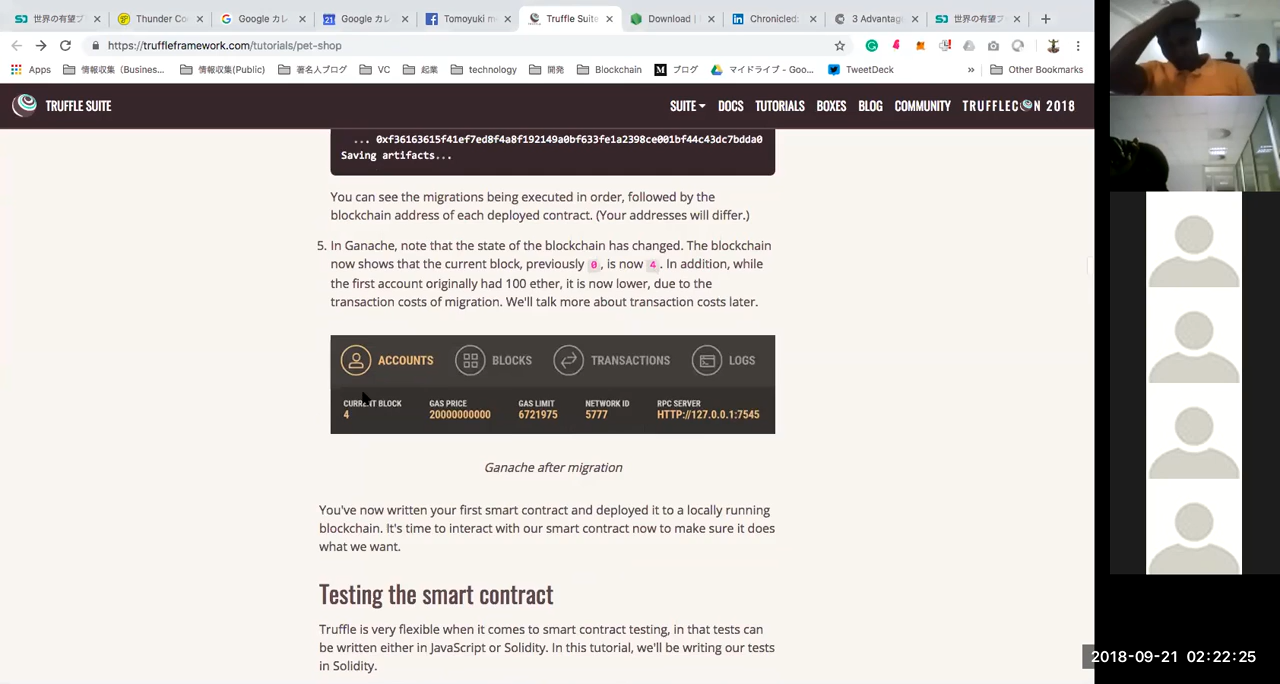 世界の有望ブ
Thunder Co
Google カレ
Google カレ
Tomoyuki m
Truffle Suite
Download |
Chronicled:
3 Advantag
世界の有望ブ
https://truffleframework.com/tutorials/pet-shop
Apps
情報収集（Busines...
情報収集(Public)
著名人ブログ
VC
起業
technology
開発
Blockchain
ブログ
マイドライブ - Goo...
TweetDeck
»
Other Bookmarks
TRUFFLE SUITE
SUITE
DOCS
TUTORIALS
BOXES
BLOG
COMMUNITY
TRUFFLECON 2018
... 0xf36163615f41ef7ed8f4a8f192149a0bf633fe1a2398ce001bf44c43dc7bdda0
Saving artifacts...
You can see the migrations being executed in order, followed by the
blockchain address of each deployed contract. (Your addresses will differ.)
5. In Ganache, note that the state of the blockchain has changed. The blockchain
now shows that the current block, previously 0, is now 4. In addition, while
the first account originally had 100 ether, it is now lower, due to the
transaction costs of migration. We'll talk more about transaction costs later.
ACCOUNTS
BLOCKS
TRANSACTIONS
LOGS
CURRENT BLOCK
4
GAS PRICE
20000000000
GAS LIMIT
6721975
NETWORK ID
5777
RPC SERVER
HTTP://127.0.0.1:7545
Ganache after migration
You've now written your first smart contract and deployed it to a locally running
blockchain. It's time to interact with our smart contract now to make sure it does
what we want.
Testing the smart contract
Truffle is very flexible when it comes to smart contract testing, in that tests can
be written either in JavaScript or Solidity. In this tutorial, we'll be writing our tests
in Solidity.
2018-09-21 02:22:25